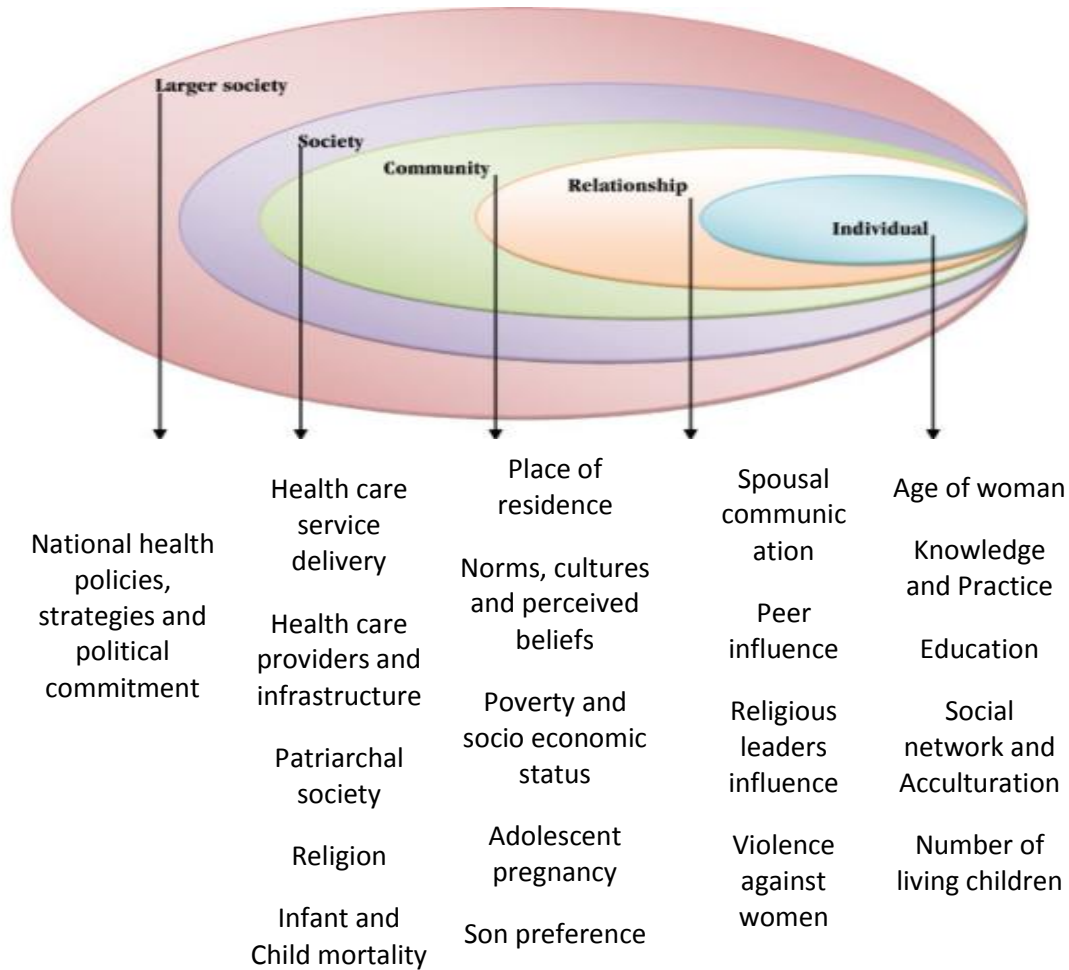 Larger society
Society
Community
Relationship
Individual
National health
policies,
strategies and
political
commitment
Health care
service
delivery
Health care
providers and
infrastructure
Patriarchal
society
Religion
Infant and
Child mortality
Place of
residence
Norms, cultures
and perceived
beliefs
Poverty and
socio economic
status
Adolescent
pregnancy
Son preference
Spousal
communic
ation
Peer
influence
Religious
leaders
influence
Violence
against
women
Age of woman
Knowledge
and Practice
Education
Social
network and
Acculturation
Number of
living children